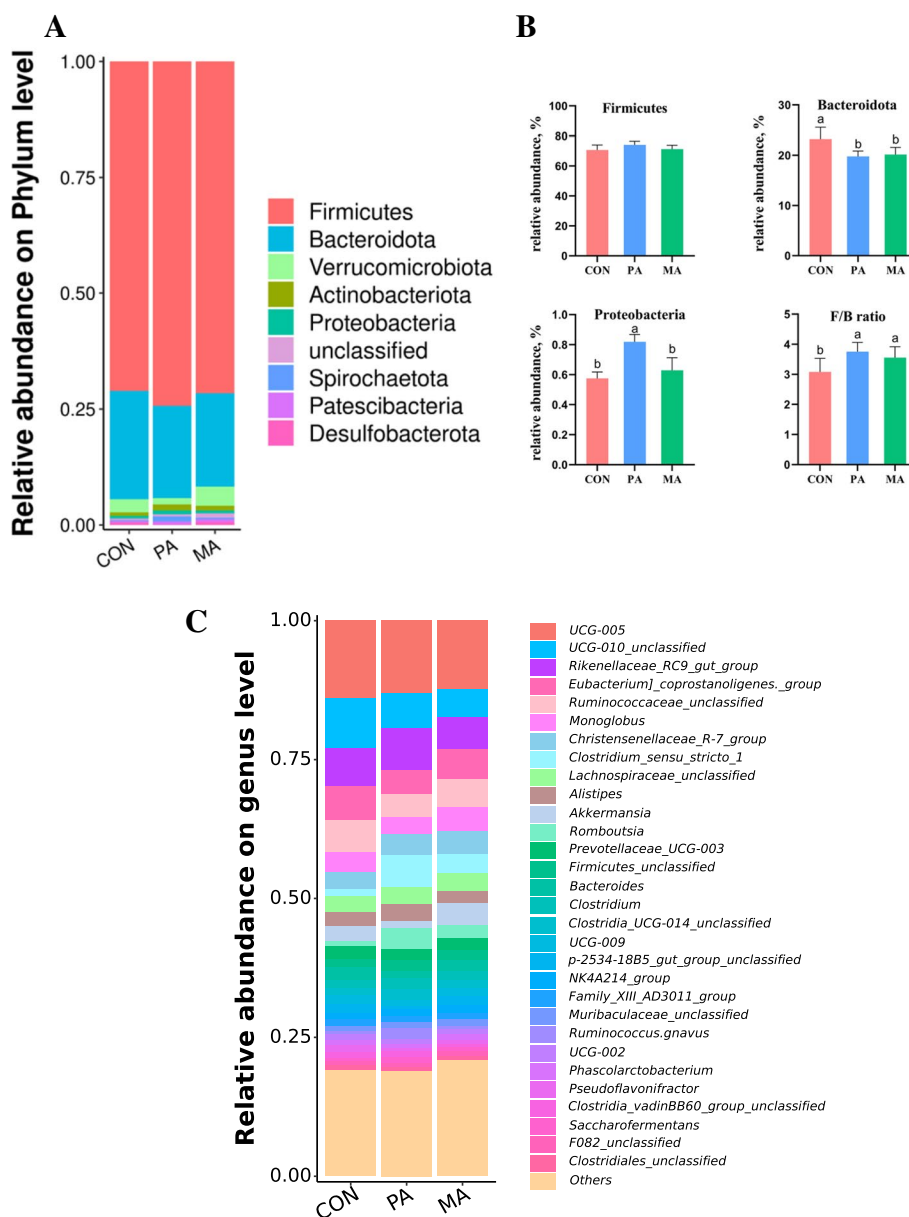 A
Relative abundance on Phylum level
1.00
0.75
0.50
0.25
0.00
CON
PA
MA
Firmicutes
Bacteroidota
Verrucomicrobiota
Actinobacteriota
Proteobacteria
unclassified
Spirochaetota
Patescibacteria
Desulfobacterota
B
Firmicutes
relative abundance, %
100
80
60
40
20
0
CON
PA
MA
Bacteroidota
relative abundance, %
30
20
10
0
a
b
b
CON
PA
MA
Proteobacteria
relative abundance, %
1.0
0.8
0.6
0.4
0.2
0.0
b
a
b
CON
PA
MA
F/B ratio
5
4
3
2
1
0
b
a
a
CON
PA
MA
C
Relative abundance on genus level
1.00
0.75
0.50
0.25
0.00
CON
PA
MA
UCG-005
UCG-010_unclassified
Rikenellaceae_RC9_gut_group
Eubacterium]_coprostanoligenes._group
Ruminococcaceae_unclassified
Monoglobus
Christensenellaceae_R-7_group
Clostridium_sensu_stricto_1
Lachnospiraceae_unclassified
Alistipes
Akkermansia
Romboutsia
Prevotellaceae_UCG-003
Firmicutes_unclassified
Bacteroides
Clostridium
Clostridia_UCG-014_unclassified
UCG-009
p-2534-18B5_gut_group_unclassified
NK4A214_group
Family_XIII_AD3011_group
Muribaculaceae_unclassified
Ruminococcus.gnavus
UCG-002
Phascolarctobacterium
Pseudoflavonifractor
Clostridia_vadinBB60_group_unclassified
Saccharofermentans
F082_unclassified
Clostridiales_unclassified
Others